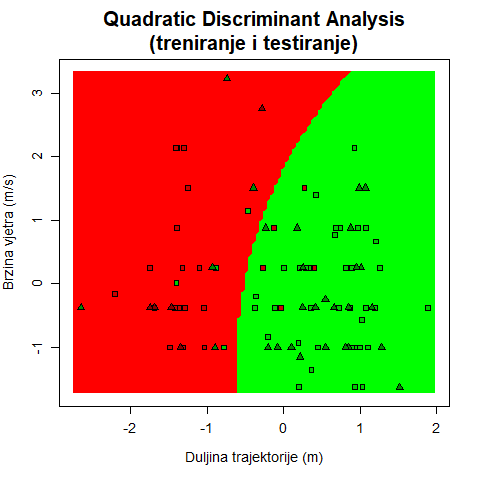 Quadratic Discriminant Analysis
(treniranje i testiranje)
Brzina vjetra (m/s)
3
2
1
0
-1
-2
-1
0
1
2
Duljina trajektorije (m)